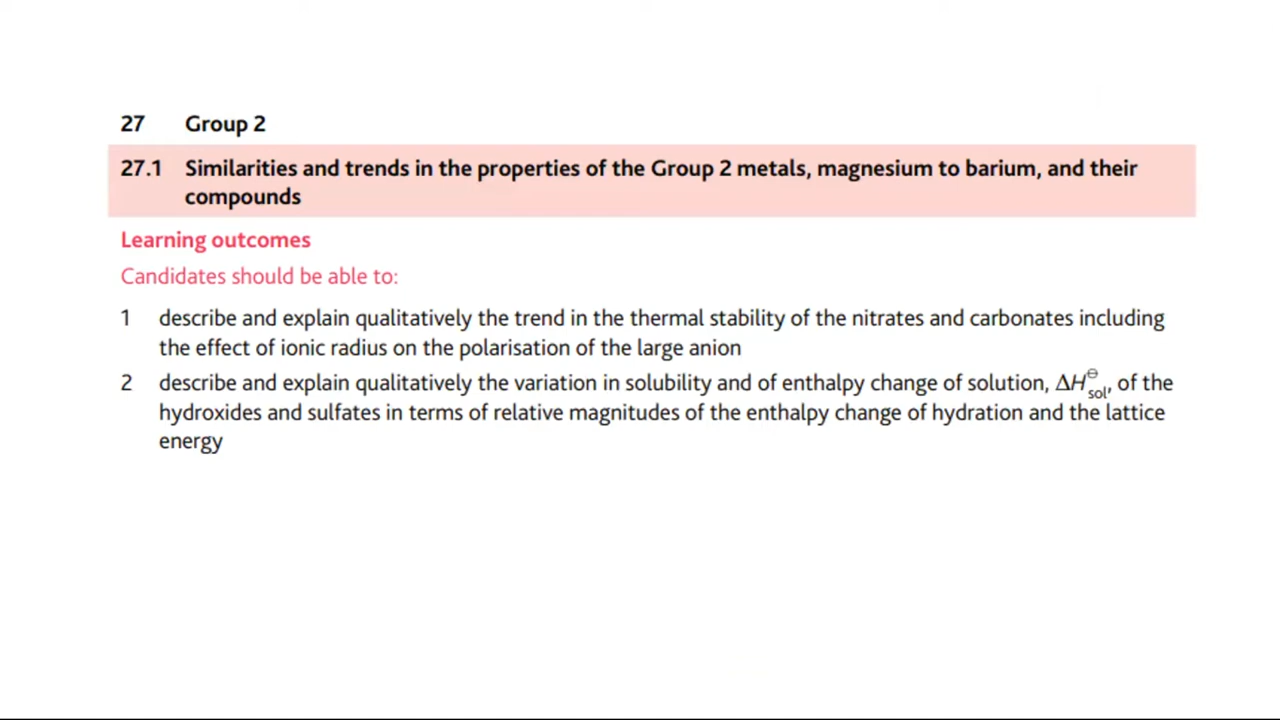 27 Group 2
27.1 Similarities and trends in the properties of the Group 2 metals, magnesium to barium, and their
compounds
Learning outcomes
Candidates should be able to:
1 describe and explain qualitatively the trend in the thermal stability of the nitrates and carbonates including
the effect of ionic radius on the polarisation of the large anion
2 describe and explain qualitatively the variation in solubility and of enthalpy change of solution, ΔH⦵sol, of the
hydroxides and sulfates in terms of relative magnitudes of the enthalpy change of hydration and the lattice
energy